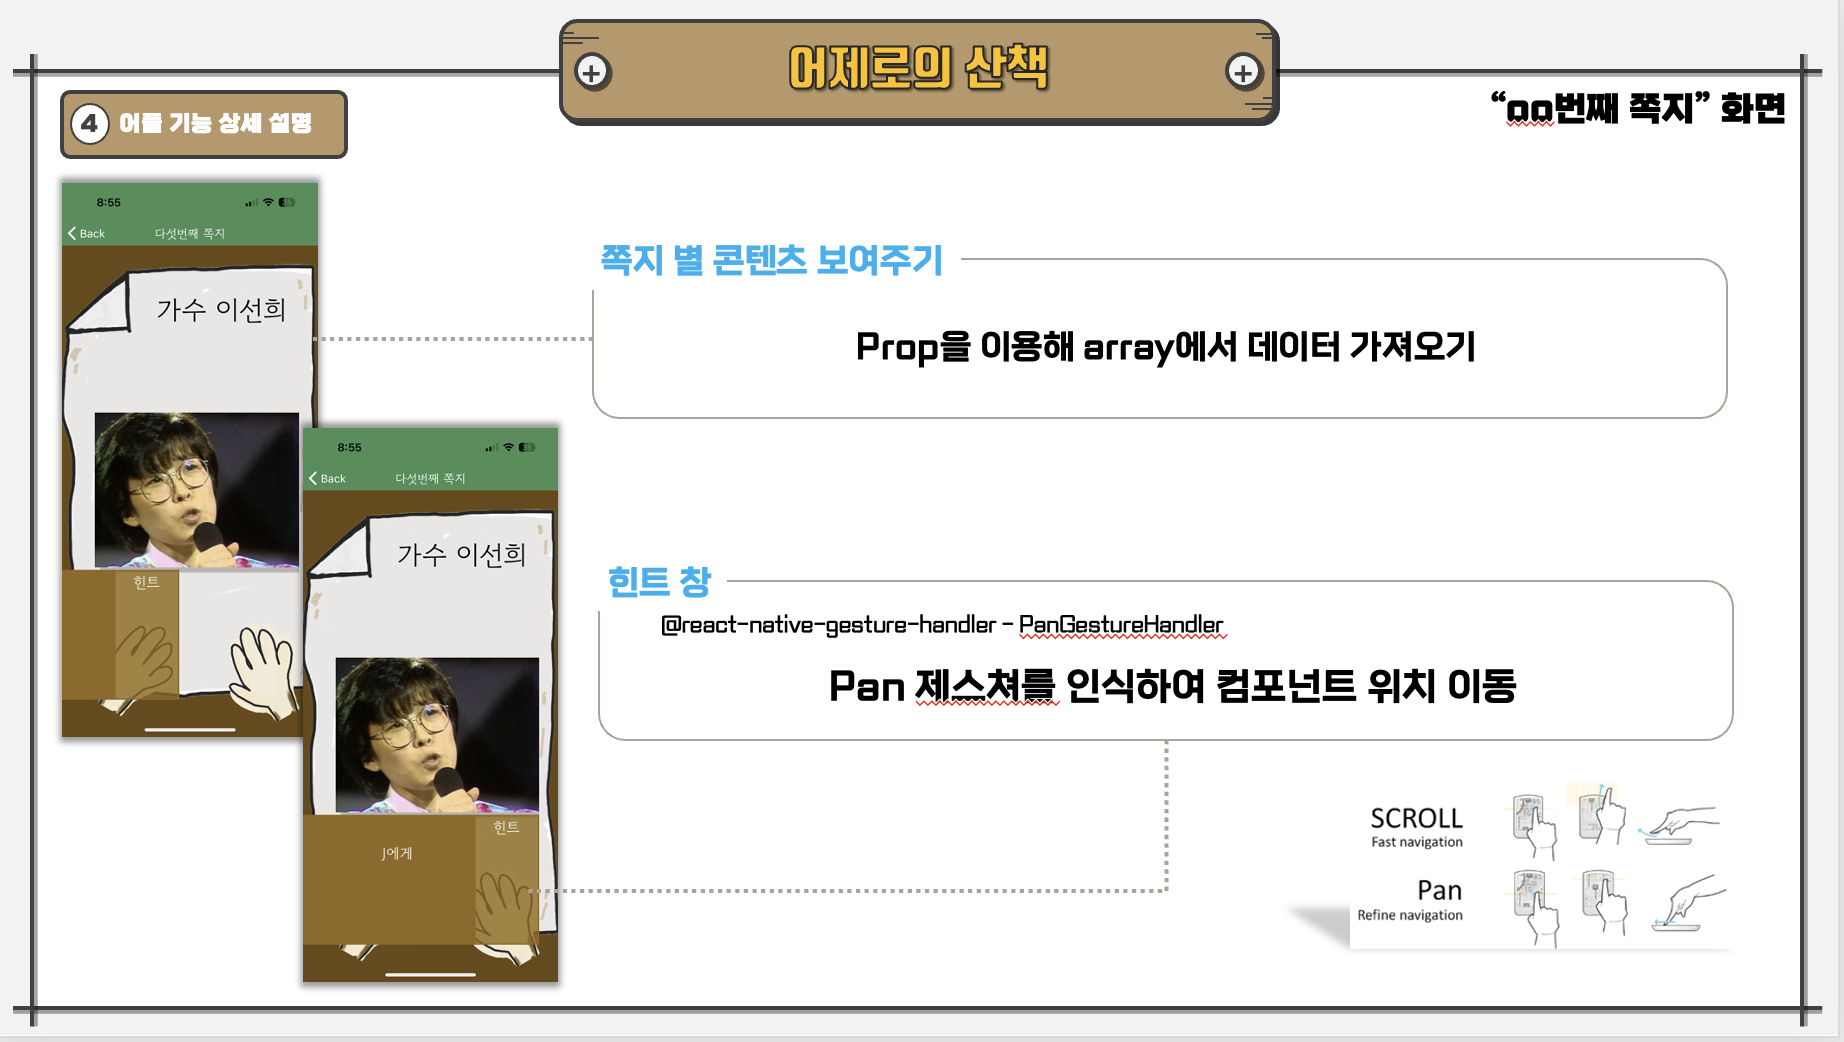 어제로의 산책
4 어플 기능 상세 설명
“oo번째 쪽지” 화면
8:55
Back 다섯번째 쪽지
가수 이선희
힌트
8:55
Back 다섯번째 쪽지
가수 이선희
힌트
J에게
쪽지 별 콘텐츠 보여주기
Prop을 이용해 array에서 데이터 가져오기
힌트 창
@react-native-gesture-handler - PanGestureHandler
Pan 제스쳐를 인식하여 컴포넌트 위치 이동
SCROLL
Fast navigation
Pan
Refine navigation